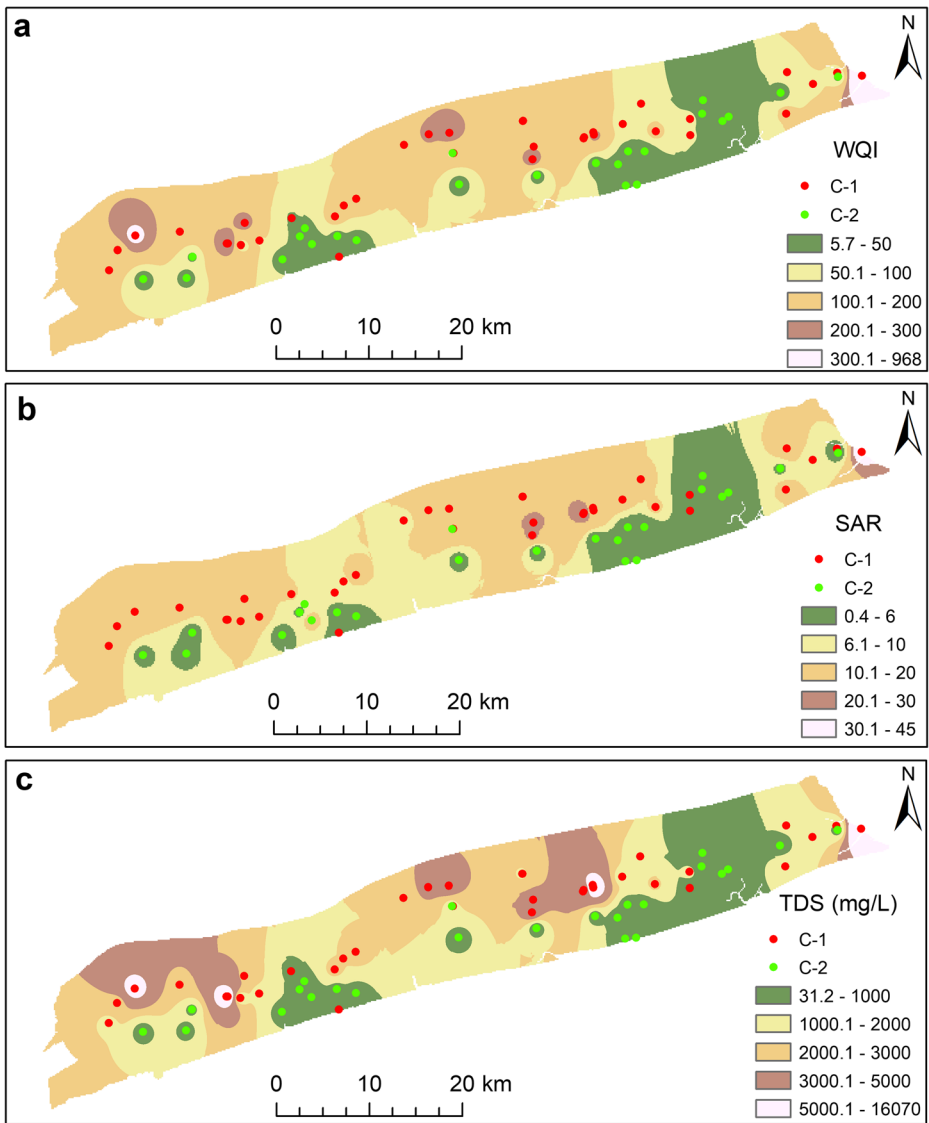 a
N
WQI
C-1
C-2
5.7 - 50
50.1 - 100
100.1 - 200
200.1 - 300
300.1 - 968
0 10 20 km
b
N
SAR
C-1
C-2
0.4 - 6
6.1 - 10
10.1 - 20
20.1 - 30
30.1 - 45
0 10 20 km
c
N
TDS (mg/L)
C-1
C-2
31.2 - 1000
1000.1 - 2000
2000.1 - 3000
3000.1 - 5000
5000.1 - 16070
0 10 20 km